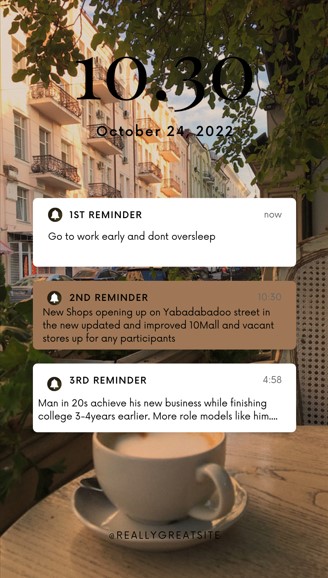 10.30
October 24, 2022
1ST REMINDER now
Go to work early and dont oversleep
2ND REMINDER 10:30
New Shops opening up on Yabadabadoo street in
the new updated and improved 10Mall and vacant
stores up for any participants
3RD REMINDER 4:58
Man in 20s achieve his new business while finishing
college 3-4years earlier. More role models like him....
@REALLYGREATSITE